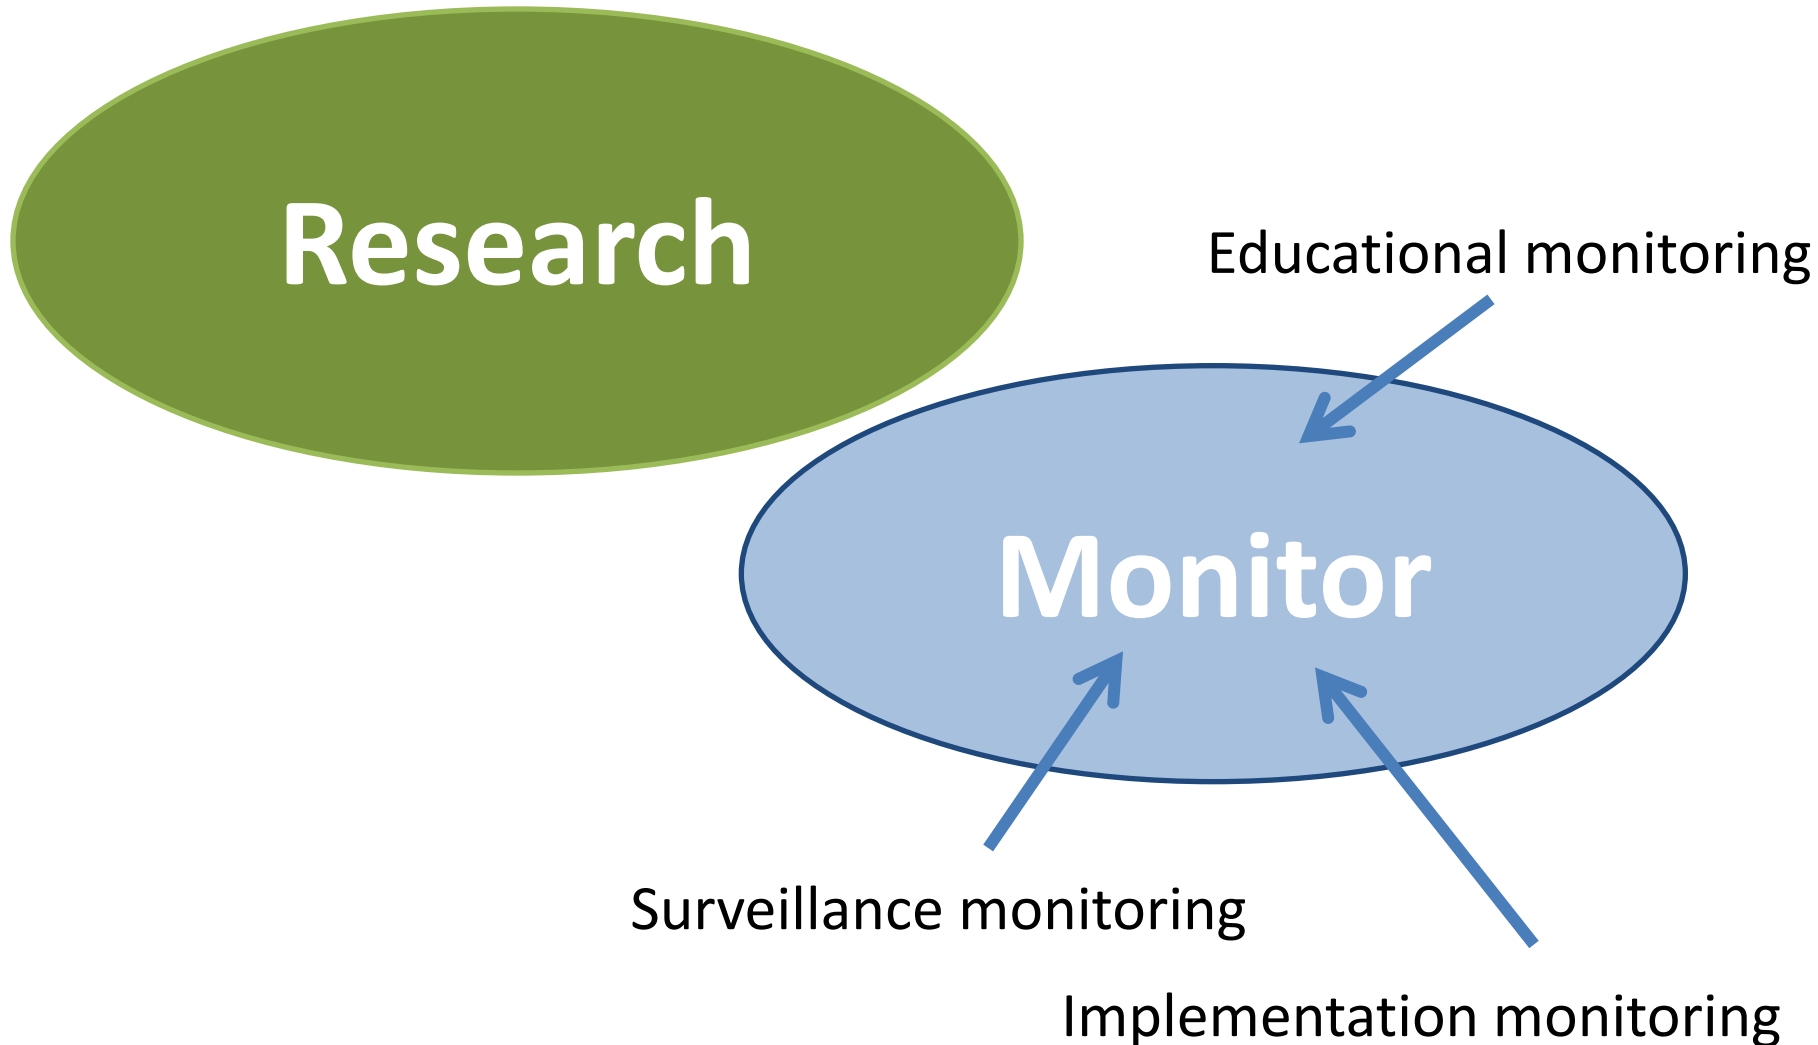 Research
Educational monitoring
Monitor
Surveillance monitoring
Implementation monitoring